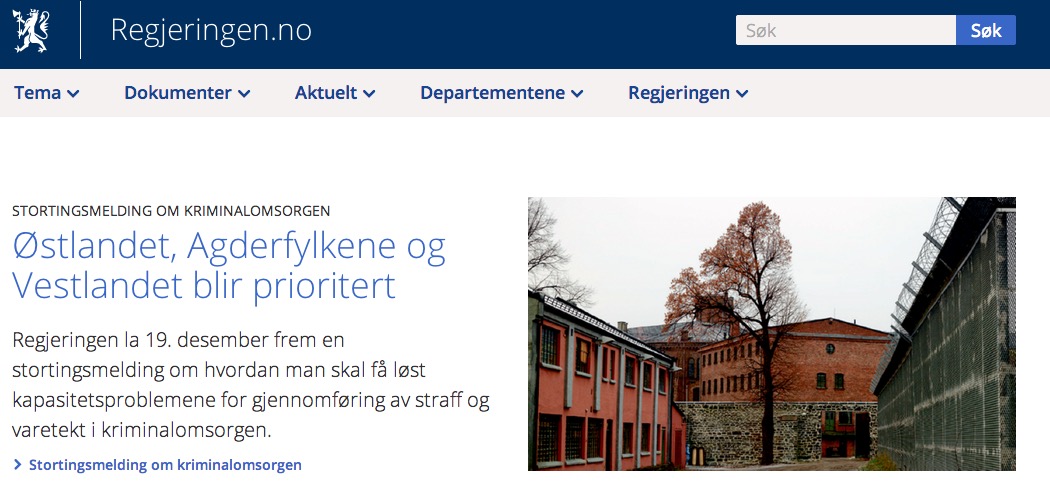 Regjeringen.no
Søk
Søk
Tema
Dokumenter
Aktuelt
Departementene
Regjeringen
STORTINGSMELDING OM KRIMINALOMSORGEN
Østlandet, Agderfylkene og
Vestlandet blir prioritert
Regjeringen la 19. desember frem en
stortingsmelding om hvordan man skal få løst
kapasitetsproblemene for gjennomføring av straff og
varetekt i kriminalomsorgen.
Stortingsmelding om kriminalomsorgen